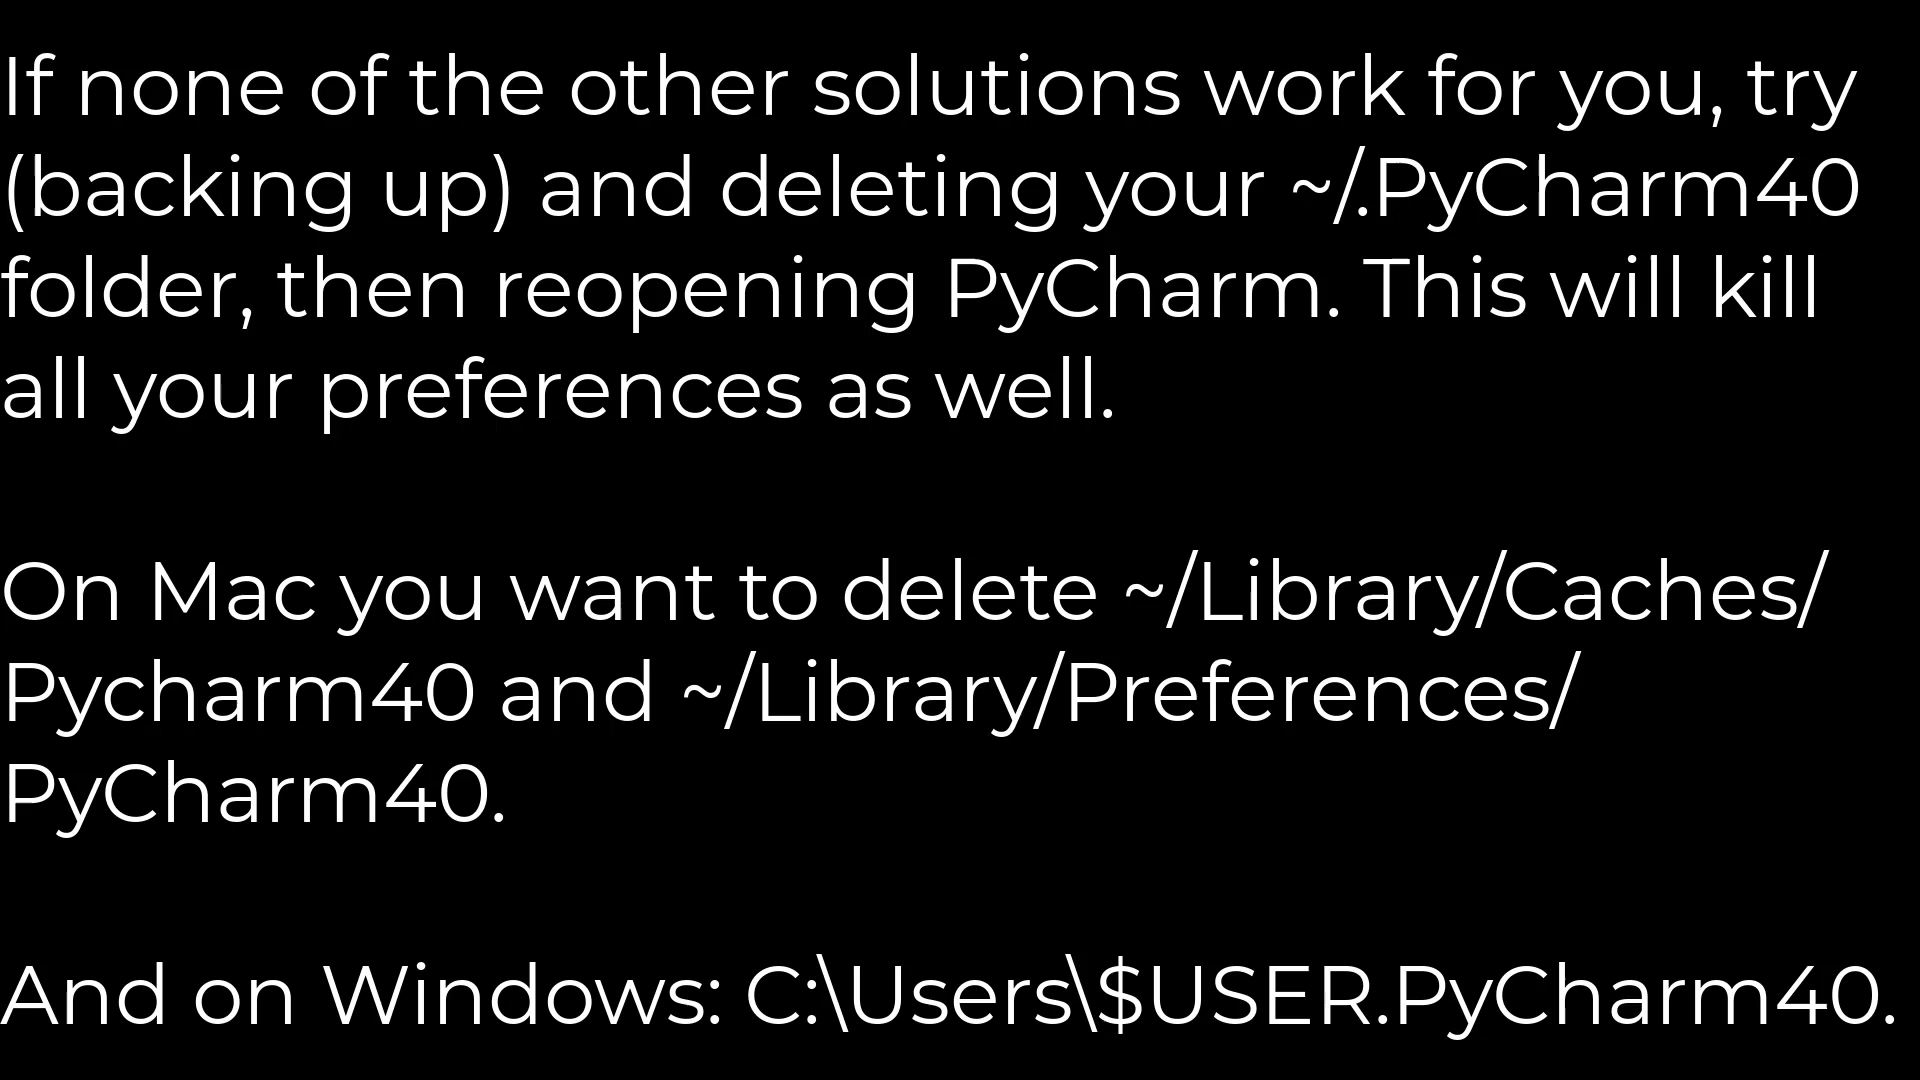 If none of the other solutions work for you, try
(backing up) and deleting your ~/.PyCharm40
folder, then reopening PyCharm. This will kill
all your preferences as well.
On Mac you want to delete ~/Library/Caches/
Pycharm40 and ~/Library/Preferences/
PyCharm40.
And on Windows: C:\Users\$USER.PyCharm40.